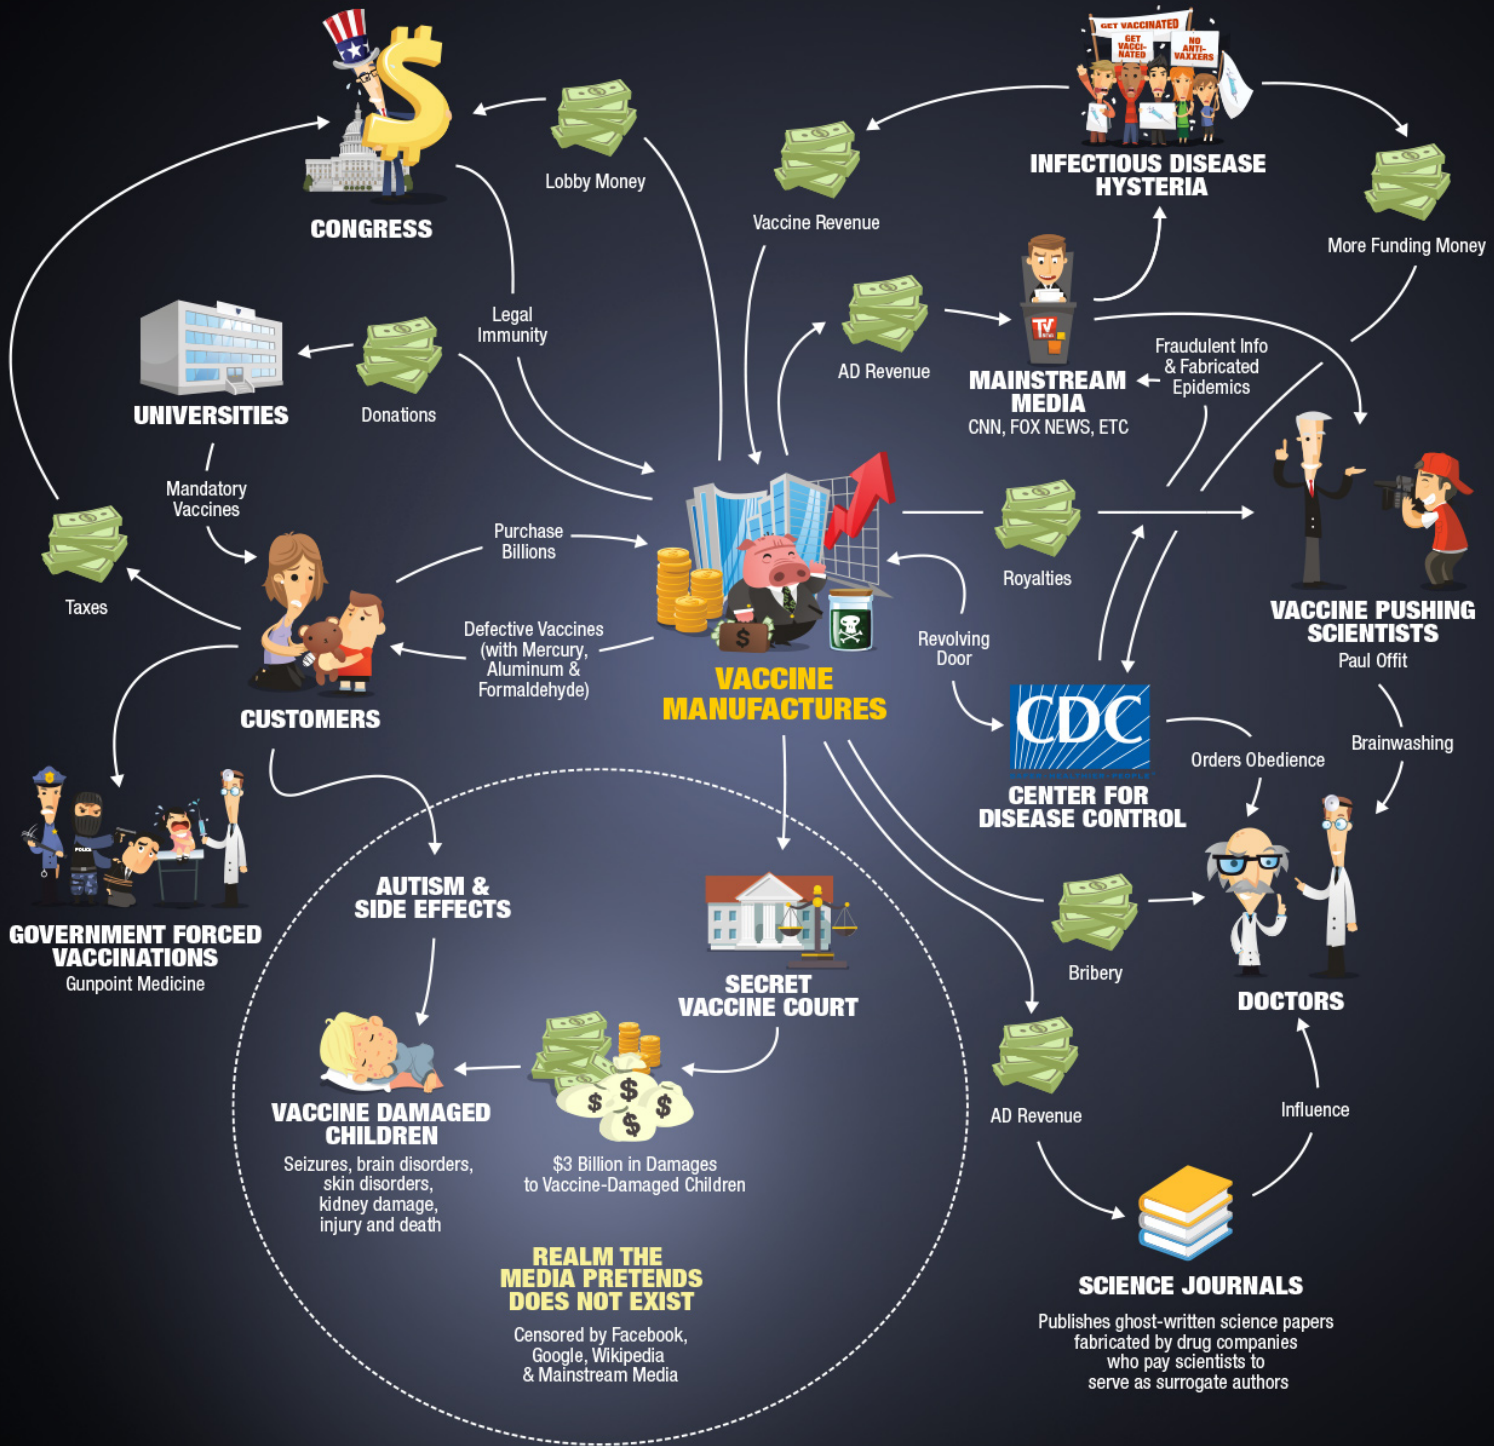 GET VACCINATED
GET
VACCI-
NATED
NO
ANTI-
VAXXERS
INFECTIOUS DISEASE
HYSTERIA
CONGRESS
Lobby Money
Vaccine Revenue
More Funding Money
Legal
Immunity
UNIVERSITIES
Donations
AD Revenue
TV
MAINSTREAM
MEDIA
CNN, FOX NEWS, ETC
Fraudulent Info
& Fabricated
Epidemics
Mandatory
Vaccines
Taxes
Purchase
Billions
Defective Vaccines
(with Mercury,
Aluminum &
Formaldehyde)
CUSTOMERS
$
VACCINE
MANUFACTURES
Royalties
Revolving
Door
VACCINE PUSHING
SCIENTISTS
Paul Offit
Brainwashing
CDC
CENTER FOR
DISEASE CONTROL
Orders Obedience
POLICE
GOVERNMENT FORCED
VACCINATIONS
Gunpoint Medicine
AUTISM &
SIDE EFFECTS
SECRET
VACCINE COURT
Bribery
DOCTORS
VACCINE DAMAGED
CHILDREN
Seizures, brain disorders,
skin disorders,
kidney damage,
injury and death
$
$
$
$
$3 Billion in Damages
to Vaccine-Damaged Children
AD Revenue
Influence
REALM THE
MEDIA PRETENDS
DOES NOT EXIST
Censored by Facebook,
Google, Wikipedia
& Mainstream Media
SCIENCE JOURNALS
Publishes ghost-written science papers
fabricated by drug companies
who pay scientists to
serve as surrogate authors